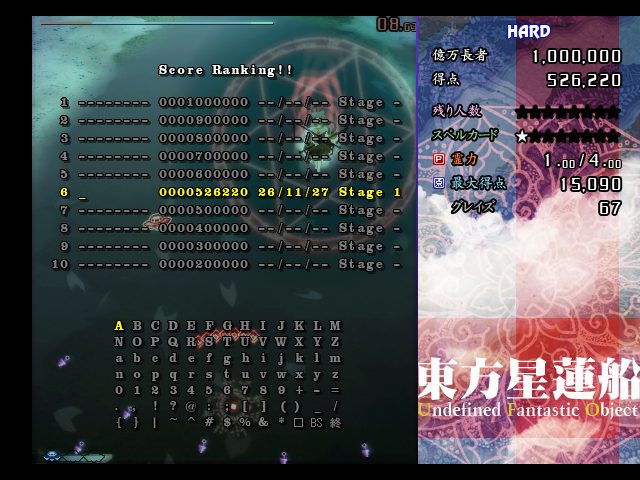 HARD
08.
億万長者 1,000,000
得点 526,220
残り人数
スペルカード
P 霊力 1.00/4.00
点 最大得点 15,090
グレイズ 67
Score Ranking!!
1 -------- 0001000000 --/--/-- Stage -
2 -------- 0000900000 --/--/-- Stage -
3 -------- 0000800000 --/--/-- Stage -
4 -------- 0000700000 --/--/-- Stage -
5 -------- 0000600000 --/--/-- Stage -
6 _ 0000526220 26/11/27 Stage 1
7 -------- 0000500000 --/--/-- Stage -
8 -------- 0000400000 --/--/-- Stage -
9 -------- 0000300000 --/--/-- Stage -
10 -------- 0000200000 --/--/-- Stage -
A B C D E F G H I J K L M
N O P Q R S T U V W X Y Z
a b c d e f g h i j k l m
n o p q r s t u v w x y z
0 1 2 3 4 5 6 7 8 9 + - =
. , ! ? @ : ; [ ] ( ) _ /
{ } | ~ ^ # $ % & * □ BS 終
東方星蓮船
Undefined Fantastic Object